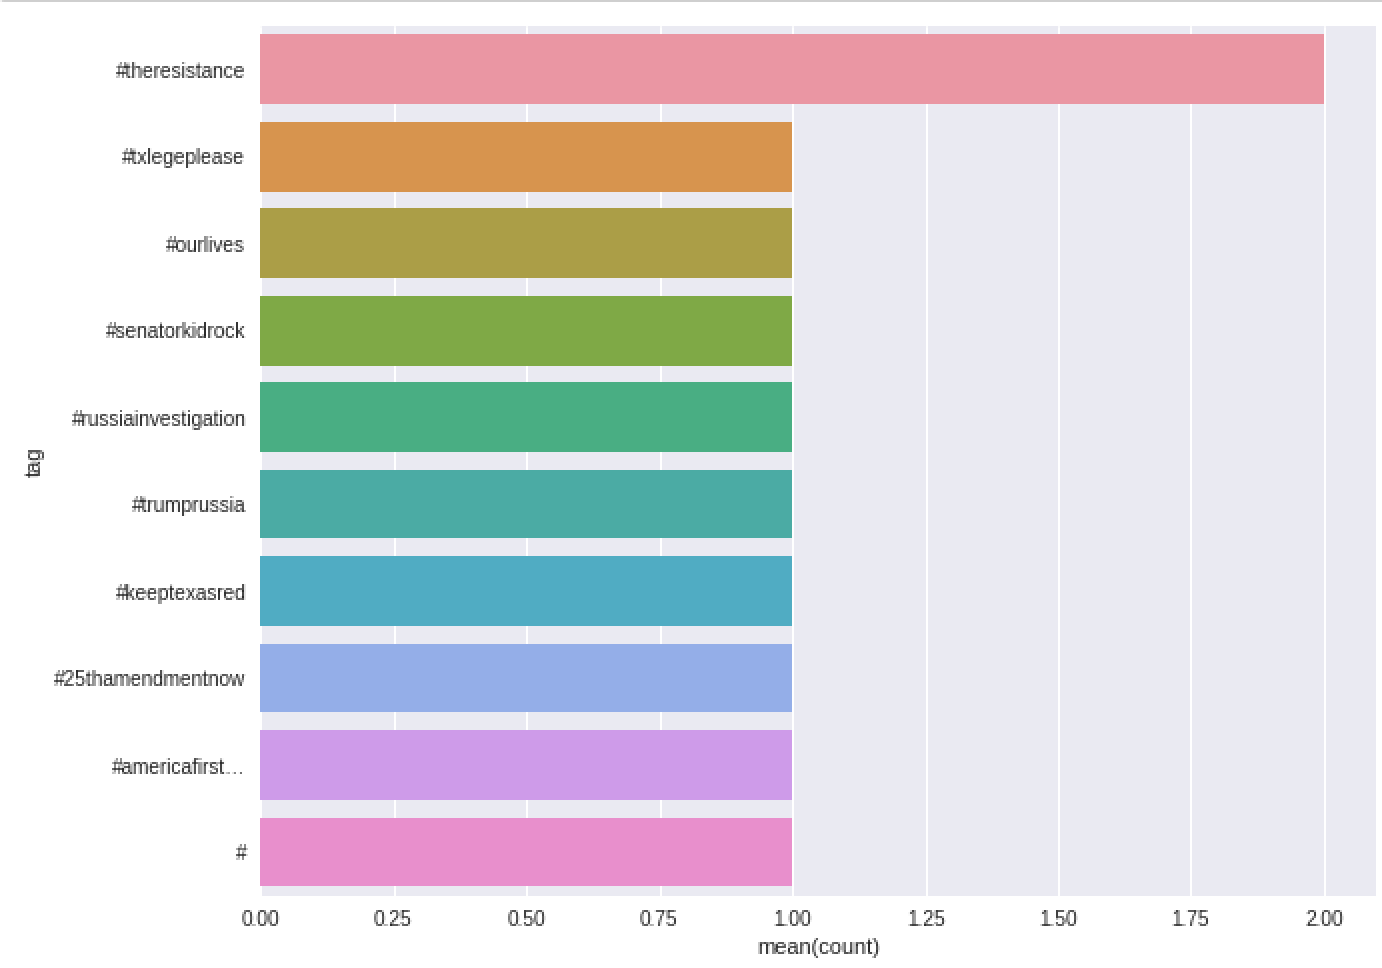 #theresistance
#txlegeplease
#ourlives
#senatorkidrock
#russiainvestigation
#trumprussia
#keeptexasred
#25thamendmentnow
#americafirst…
#
tag
0.00 0.25 0.50 0.75 1.00 1.25 1.50 1.75 2.00
mean(count)